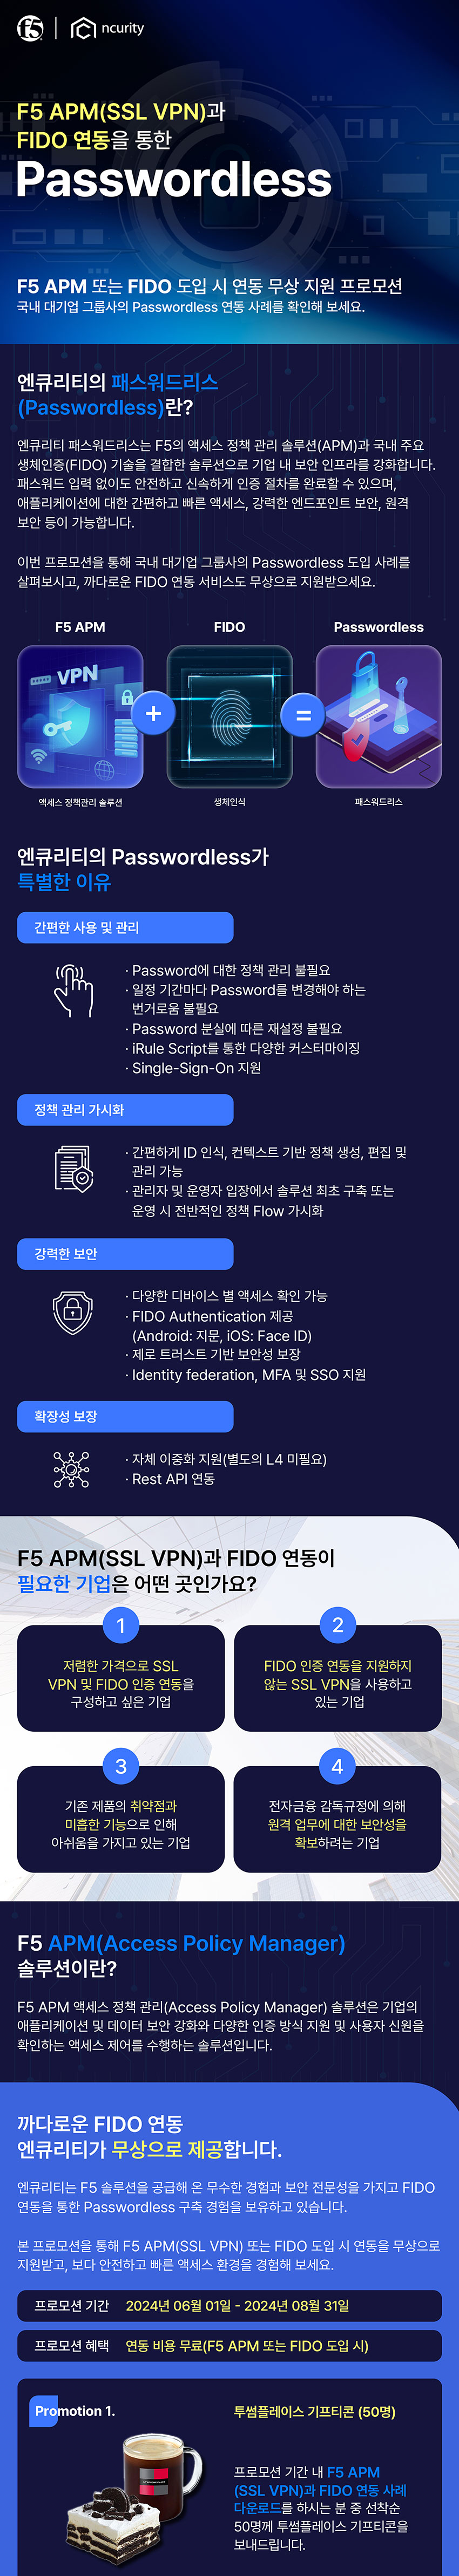 f5 | ncurity
F5 APM(SSL VPN)과
FIDO 연동을 통한
Passwordless
F5 APM 또는 FIDO 도입 시 연동 무상 지원 프로모션
국내 대기업 그룹사의 Passwordless 연동 사례를 확인해 보세요.
엔큐리티의 패스워드리스
(Passwordless)란?
엔큐리티 패스워드리스는 F5의 액세스 정책 관리 솔루션(APM)과 국내 주요
생체인증(FIDO) 기술을 결합한 솔루션으로 기업 내 보안 인프라를 강화합니다.
패스워드 입력 없이도 안전하고 신속하게 인증 절차를 완료할 수 있으며,
애플리케이션에 대한 간편하고 빠른 액세스, 강력한 엔드포인트 보안, 원격
보안 등이 가능합니다.
이번 프로모션을 통해 국내 대기업 그룹사의 Passwordless 도입 사례를
살펴보시고, 까다로운 FIDO 연동 서비스도 무상으로 지원받으세요.
F5 APM
FIDO
Passwordless
VPN
+
=
액세스 정책관리 솔루션
생체인식
패스워드리스
엔큐리티의 Passwordless가
특별한 이유
간편한 사용 및 관리
· Password에 대한 정책 관리 불필요
· 일정 기간마다 Password를 변경해야 하는
번거로움 불필요
· Password 분실에 따른 재설정 불필요
· iRule Script를 통한 다양한 커스터마이징
· Single-Sign-On 지원
정책 관리 가시화
· 간편하게 ID 인식, 컨텍스트 기반 정책 생성, 편집 및
관리 가능
· 관리자 및 운영자 입장에서 솔루션 최초 구축 또는
운영 시 전반적인 정책 Flow 가시화
강력한 보안
· 다양한 디바이스 별 액세스 확인 가능
· FIDO Authentication 제공
(Android: 지문, iOS: Face ID)
· 제로 트러스트 기반 보안성 보장
· Identity federation, MFA 및 SSO 지원
확장성 보장
· 자체 이중화 지원(별도의 L4 미필요)
· Rest API 연동
F5 APM(SSL VPN)과 FIDO 연동이
필요한 기업은 어떤 곳인가요?
1
저렴한 가격으로 SSL
VPN 및 FIDO 인증 연동을
구성하고 싶은 기업
2
FIDO 인증 연동을 지원하지
않는 SSL VPN을 사용하고
있는 기업
3
기존 제품의 취약점과
미흡한 기능으로 인해
아쉬움을 가지고 있는 기업
4
전자금융 감독규정에 의해
원격 업무에 대한 보안성을
확보하려는 기업
F5 APM(Access Policy Manager)
솔루션이란?
F5 APM 액세스 정책 관리(Access Policy Manager) 솔루션은 기업의
애플리케이션 및 데이터 보안 강화와 다양한 인증 방식 지원 및 사용자 신원을
확인하는 액세스 제어를 수행하는 솔루션입니다.
까다로운 FIDO 연동
엔큐리티가 무상으로 제공합니다.
엔큐리티는 F5 솔루션을 공급해 온 무수한 경험과 보안 전문성을 가지고 FIDO
연동을 통한 Passwordless 구축 경험을 보유하고 있습니다.
본 프로모션을 통해 F5 APM(SSL VPN) 또는 FIDO 도입 시 연동을 무상으로
지원받고, 보다 안전하고 빠른 액세스 환경을 경험해 보세요.
프로모션 기간 2024년 06월 01일 - 2024년 08월 31일
프로모션 혜택 연동 비용 무료(F5 APM 또는 FIDO 도입 시)
Promotion 1.
투썸플레이스 기프티콘 (50명)
프로모션 기간 내 F5 APM
(SSL VPN)과 FIDO 연동 사례
다운로드를 하시는 분 중 선착순
50명께 투썸플레이스 기프티콘을
보내드립니다.